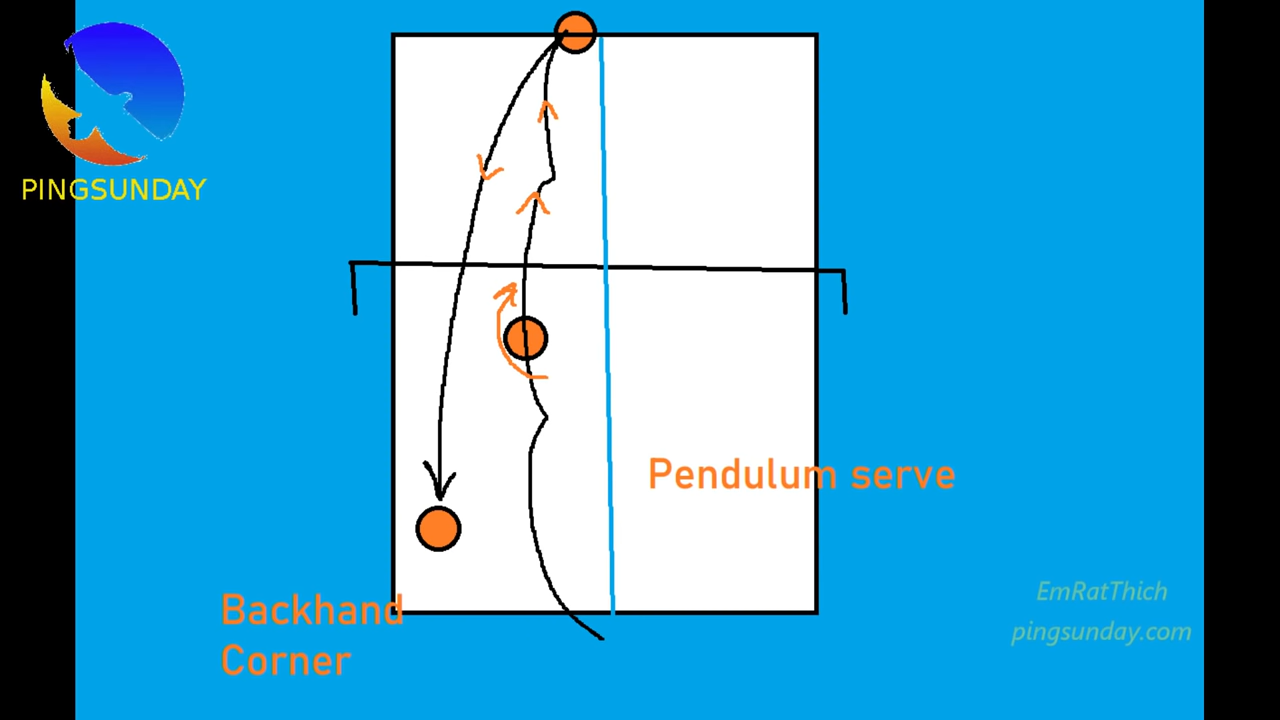 PINGSUNDAY
Pendulum serve
Backhand
Corner
EmRatThich
pingsunday.com